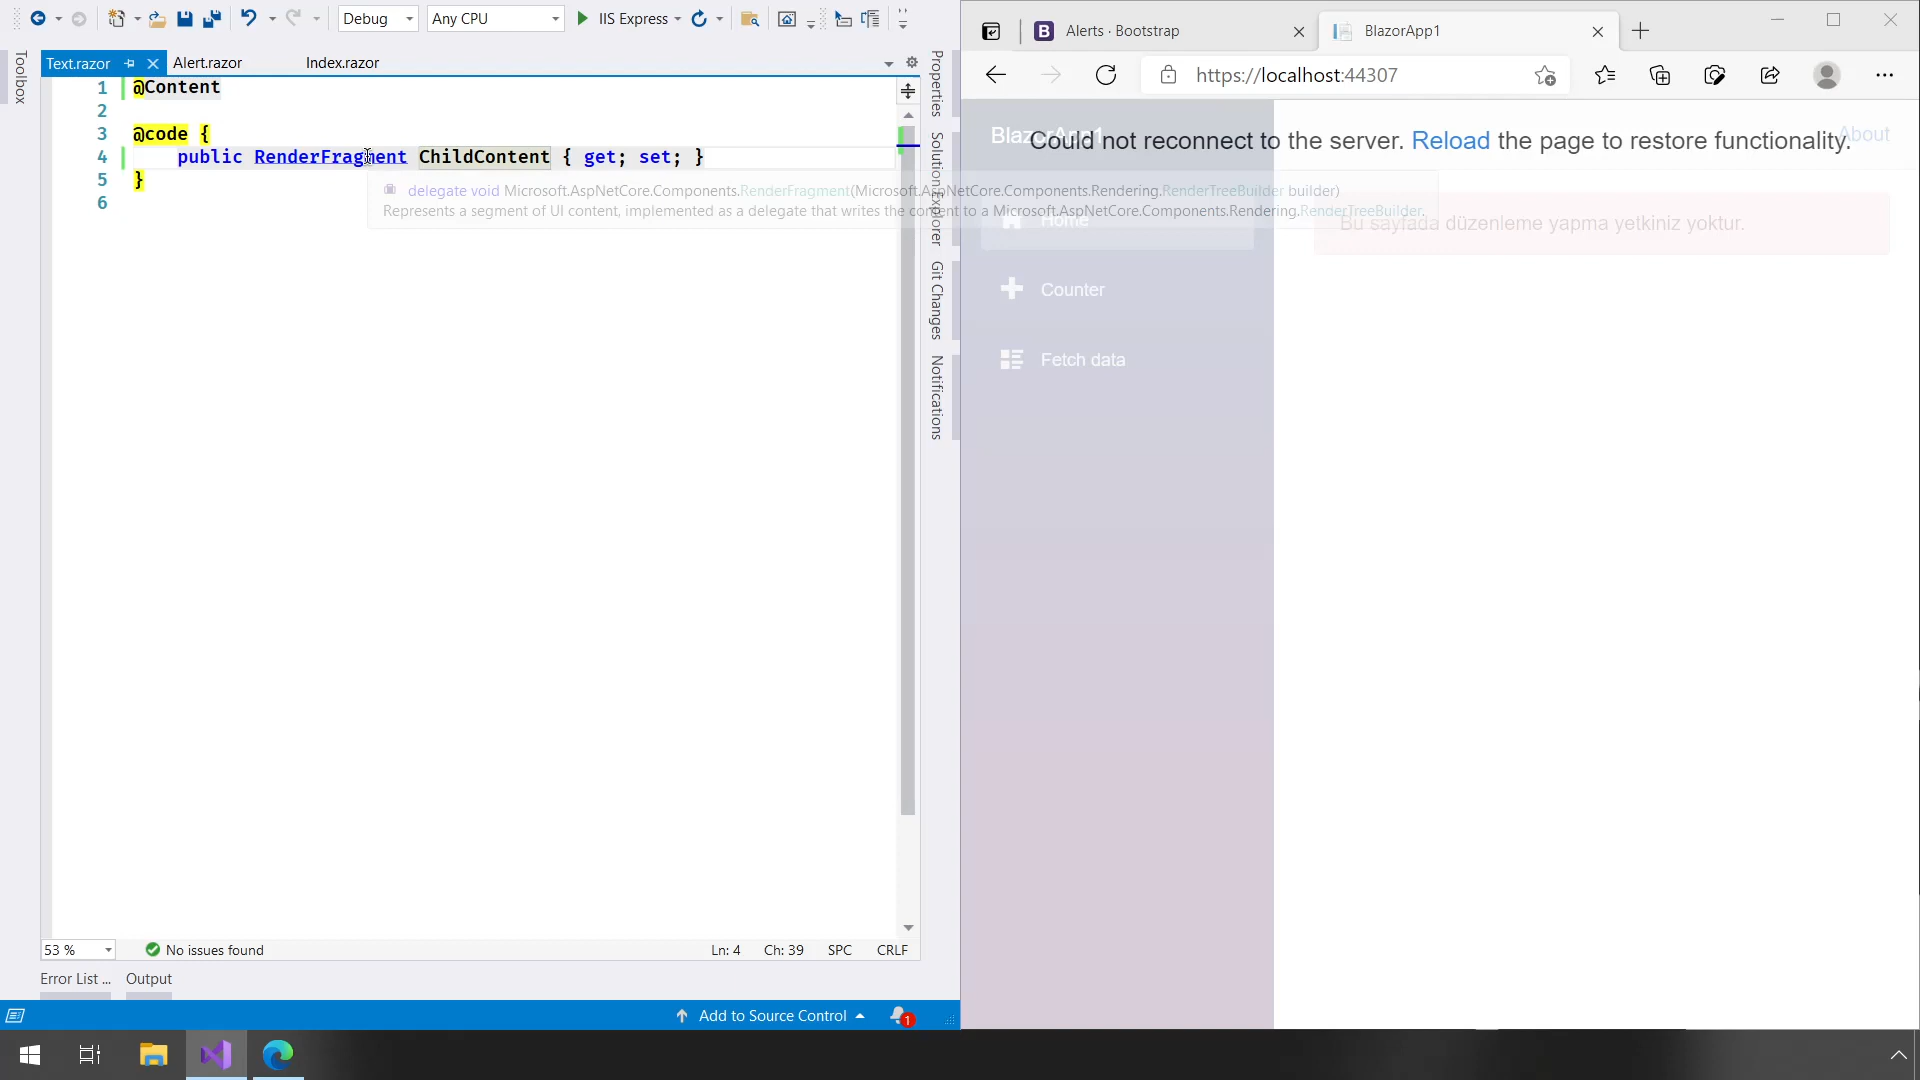 Debug
Any CPU
IIS Express
Toolbox
Text.razor
Alert.razor
Index.razor
1 @Content
2
3 @code {
4 public RenderFragment ChildContent { get; set; }
5 }
6
delegate void Microsoft.AspNetCore.Components.RenderFragment(Microsoft.AspNetCore.Components.Rendering.RenderTreeBuilder builder)
Represents a segment of UI content, implemented as a delegate that writes the content to a Microsoft.AspNetCore.Components.Rendering.RenderTreeBuilder.
Properties
Solution Explorer
Git Changes
Notifications
53 %
No issues found
Ln: 4
Ch: 39
SPC
CRLF
Error List ...
Output
Add to Source Control
1
B
Alerts · Bootstrap
BlazorApp1
https://localhost:44307
BlazorApp1
Could not reconnect to the server. Reload the page to restore functionality.
About
Home
Bu sayfada düzenleme yapma yetkiniz yoktur.
Counter
Fetch data